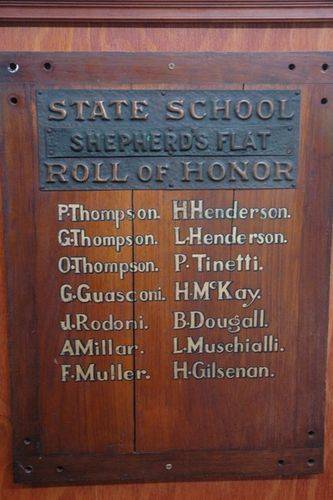 STATE SCHOOL
SHEPHERD'S FLAT
ROLL OF HONOR
P. Thompson. H. Henderson.
G. Thompson. L. Henderson.
O. Thompson. P. Tinetti.
G. Guasconi. H. McKay.
J. Rodoni. B. Dougall.
A. Millar. L. Muschialli.
F. Muller. H. Gilsenan.